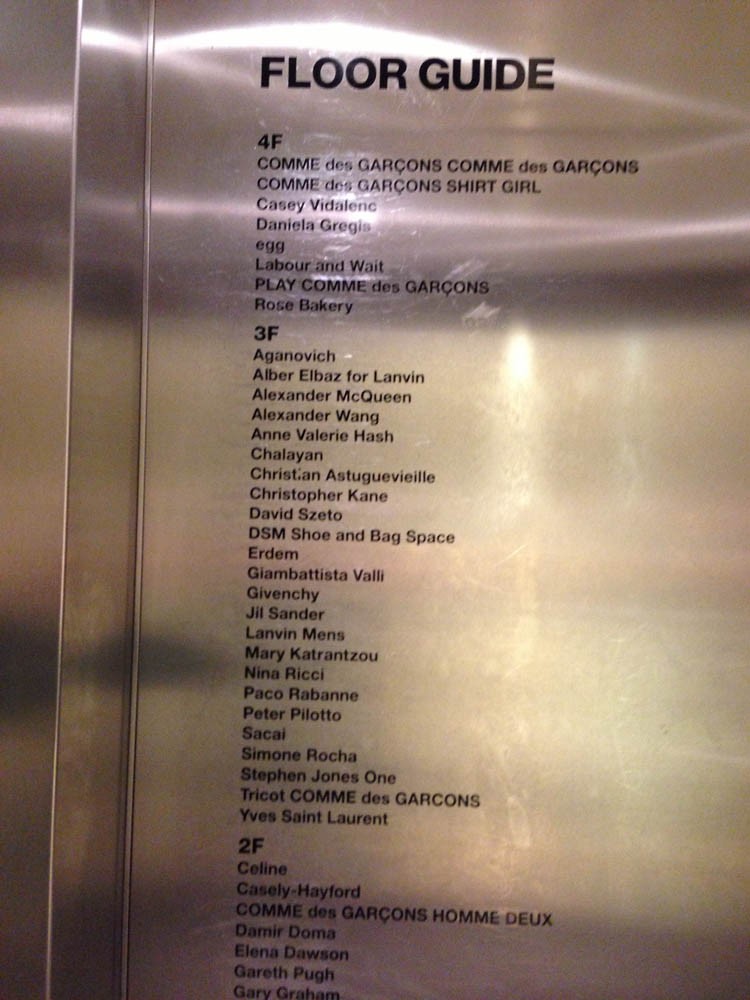 FLOOR GUIDE
4F
COMME des GARÇONS COMME des GARÇONS
COMME des GARÇONS SHIRT GIRL
Casey Vidalenc
Daniela Gregis
egg
Labour and Wait
PLAY COMME des GARÇONS
Rose Bakery
3F
Aganovich
Alber Elbaz for Lanvin
Alexander McQueen
Alexander Wang
Anne Valerie Hash
Chalayan
Christian Astuguevieille
Christopher Kane
David Szeto
DSM Shoe and Bag Space
Erdem
Giambattista Valli
Givenchy
Jil Sander
Lanvin Mens
Mary Katrantzou
Nina Ricci
Paco Rabanne
Peter Pilotto
Sacai
Simone Rocha
Stephen Jones One
Tricot COMME des GARCONS
Yves Saint Laurent
2F
Celine
Casely-Hayford
COMME des GARÇONS HOMME DEUX
Damir Doma
Elena Dawson
Gareth Pugh
Gary Graham